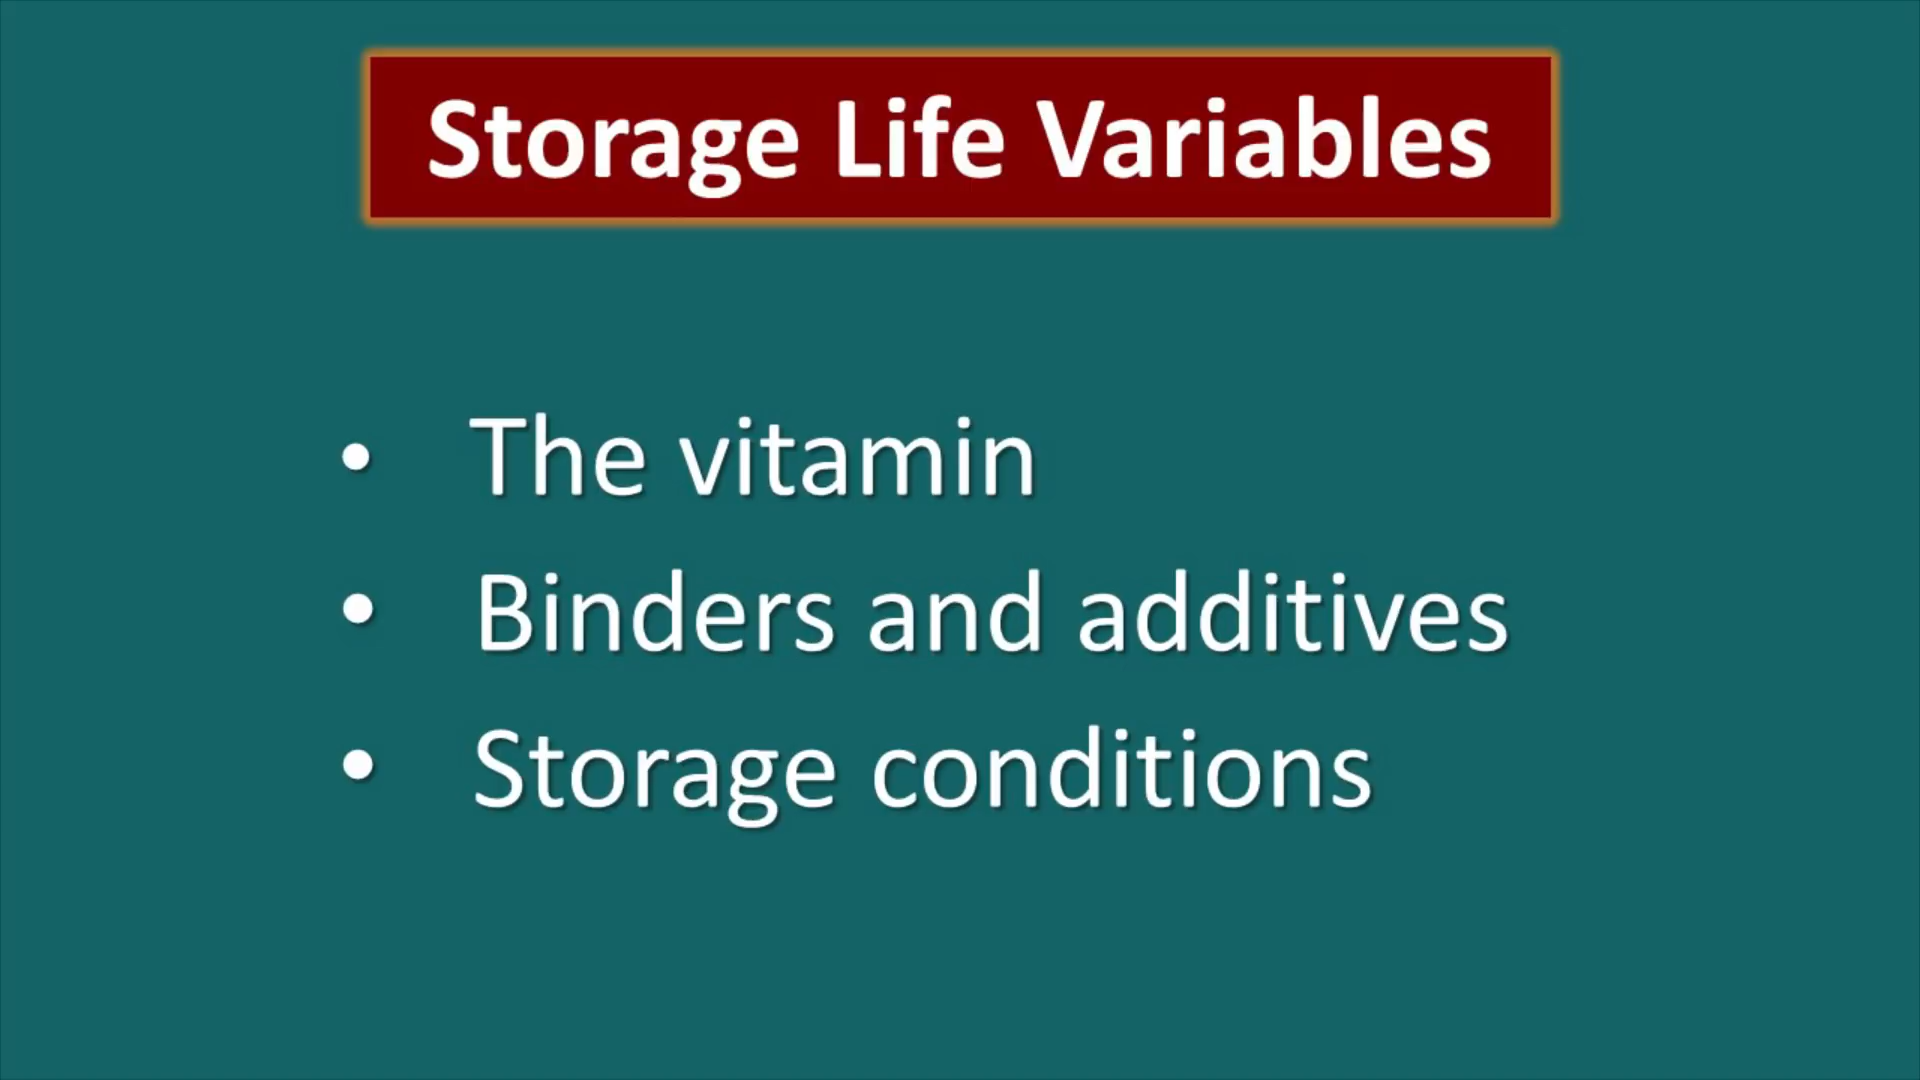 Storage Life Variables
• The vitamin
• Binders and additives
• Storage conditions